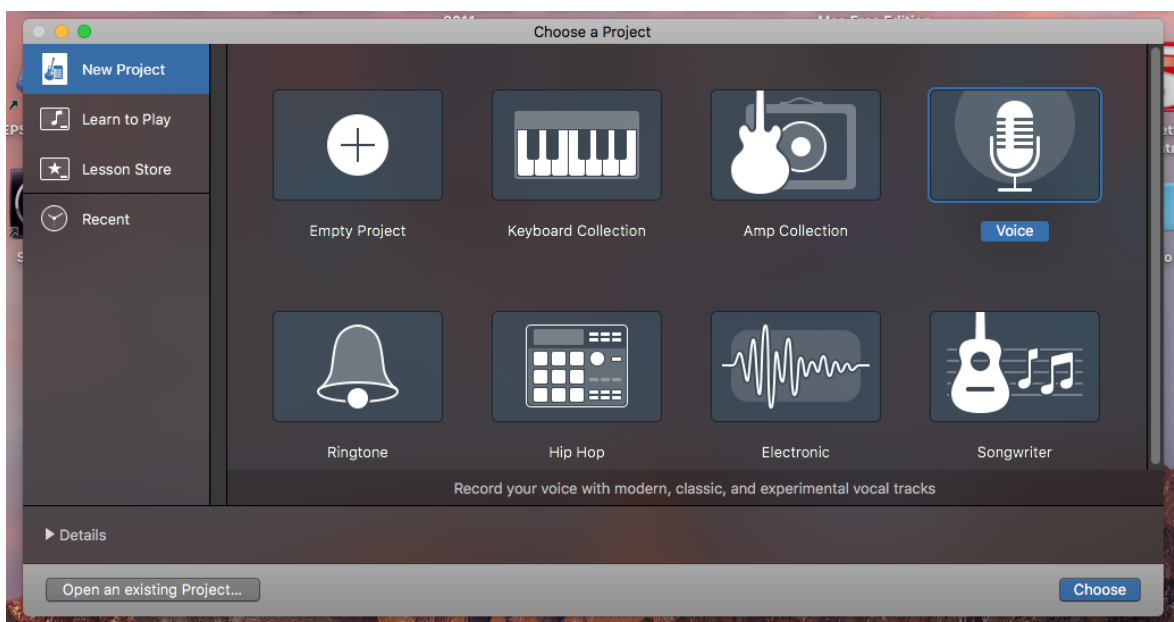 Choose a Project
New Project
Learn to Play
Lesson Store
Recent
Empty Project
Keyboard Collection
Amp Collection
Voice
Ringtone
Hip Hop
Electronic
Songwriter
Record your voice with modern, classic, and experimental vocal tracks
Details
Open an existing Project...
Choose